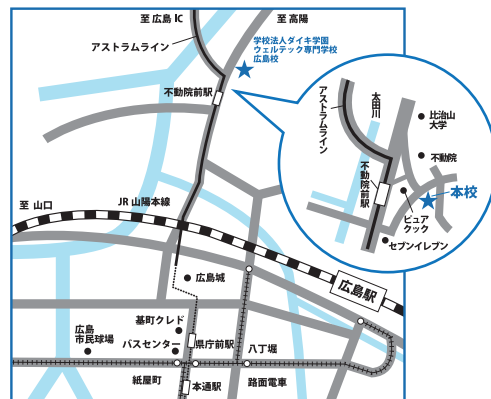 至 広島 IC
至 高陽
アストラムライン
学校法人ダイキ学園
ウェルテック専門学校
広島校
不動院前駅
アストラムライン
太田川
比治山
大学
不動院
不動院前駅
本校
ピュア
クック
セブンイレブン
至 山口
JR 山陽本線
広島城
広島駅
基町クレド
広島
市民球場
バスセンター
県庁前駅
八丁堀
紙屋町
本通駅
路面電車